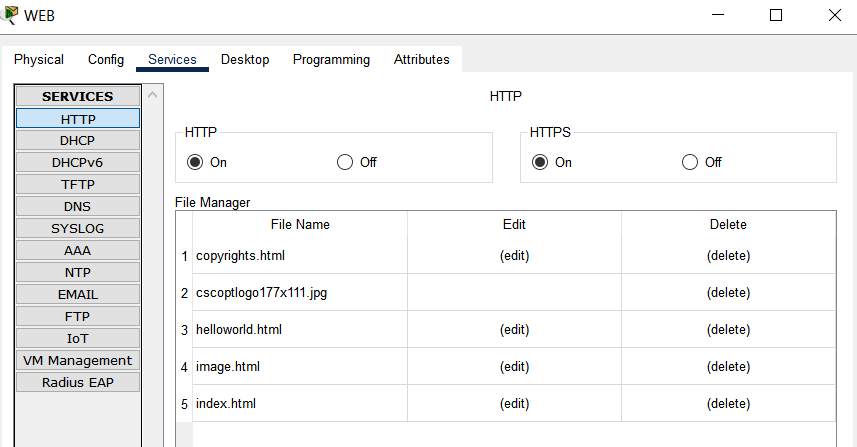 WEB
Physical Config Services Desktop Programming Attributes
SERVICES
HTTP
DHCP
DHCPv6
TFTP
DNS
SYSLOG
AAA
NTP
EMAIL
FTP
IoT
VM Management
Radius EAP
HTTP
HTTP
On Off
HTTPS
On Off
File Manager
File Name Edit Delete
1 copyrights.html (edit) (delete)
2 cscoptlogo177x111.jpg (delete)
3 helloworld.html (edit) (delete)
4 image.html (edit) (delete)
5 index.html (edit) (delete)